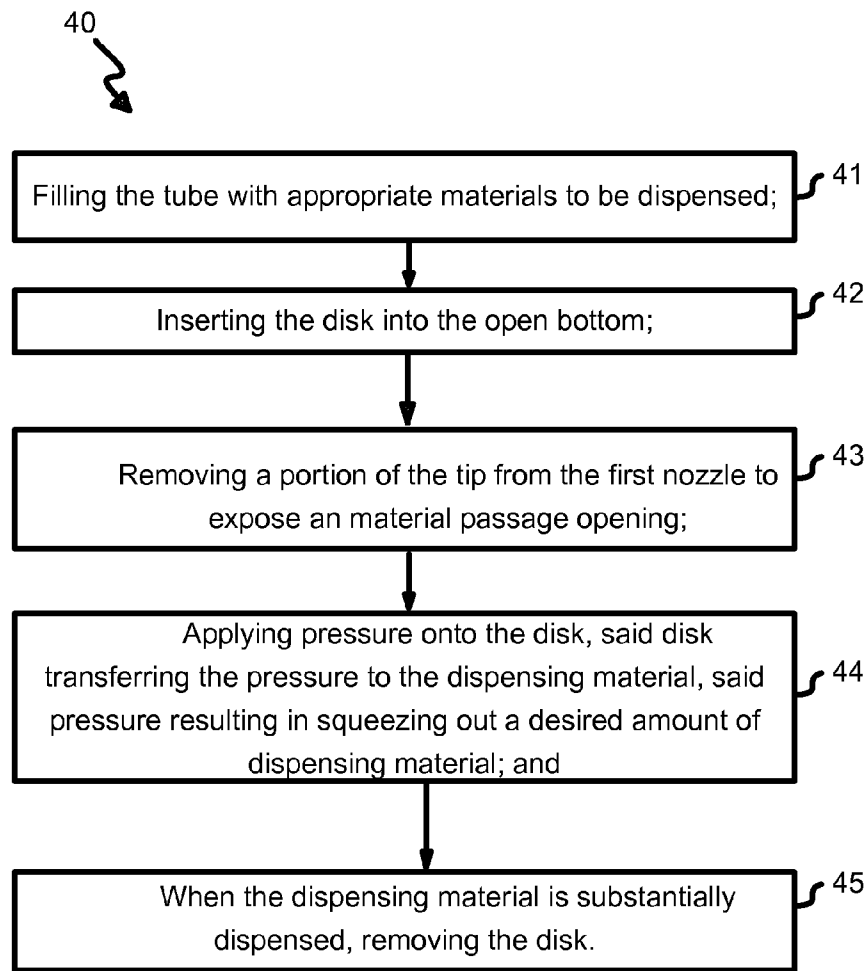 40
Filling the tube with appropriate materials to be dispensed;
41
Inserting the disk into the open bottom;
42
Removing a portion of the tip from the first nozzle to
expose an material passage opening;
43
Applying pressure onto the disk, said disk
transferring the pressure to the dispensing material, said
pressure resulting in squeezing out a desired amount of
dispensing material; and
44
When the dispensing material is substantially
dispensed, removing the disk.
45